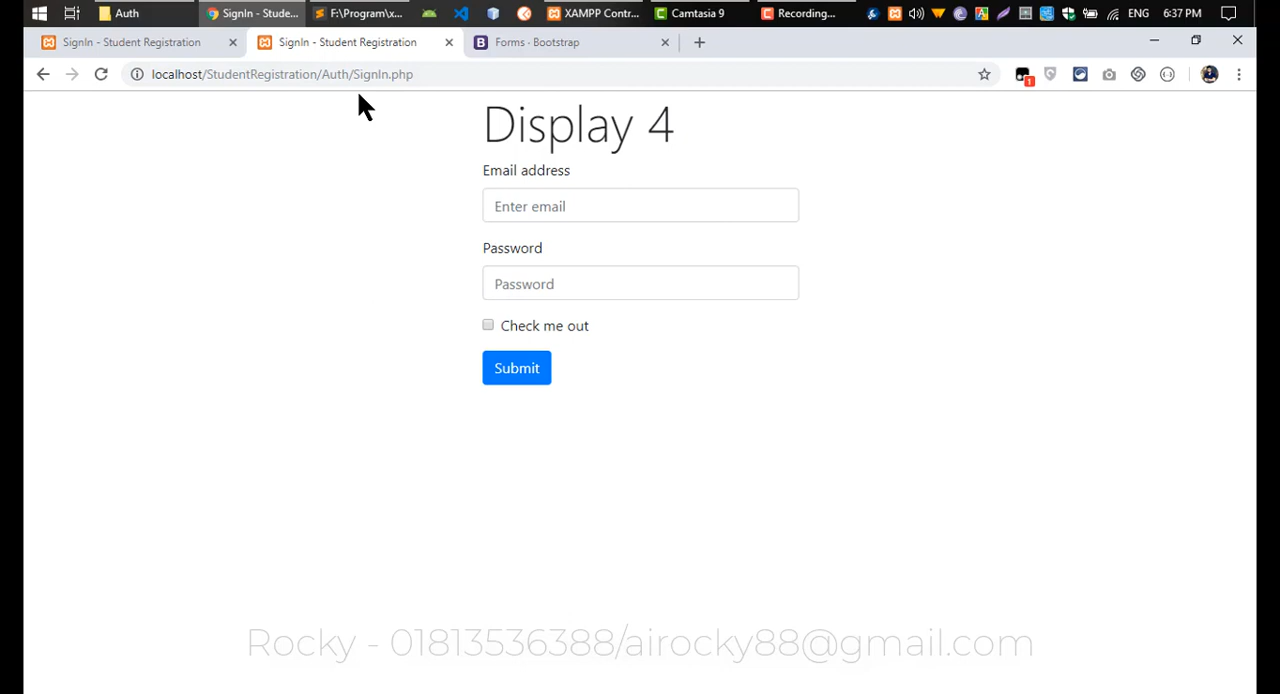 Auth
SignIn - Stude...
F:\Program\x...
XAMPP Contr...
Camtasia 9
Recording...
ENG
6:37 PM
SignIn - Student Registration
SignIn - Student Registration
Forms · Bootstrap
localhost/StudentRegistration/Auth/SignIn.php
1
Display 4
Email address
Enter email
Password
Password
Check me out
Submit
Rocky - 01813536388/airocky88@gmail.com